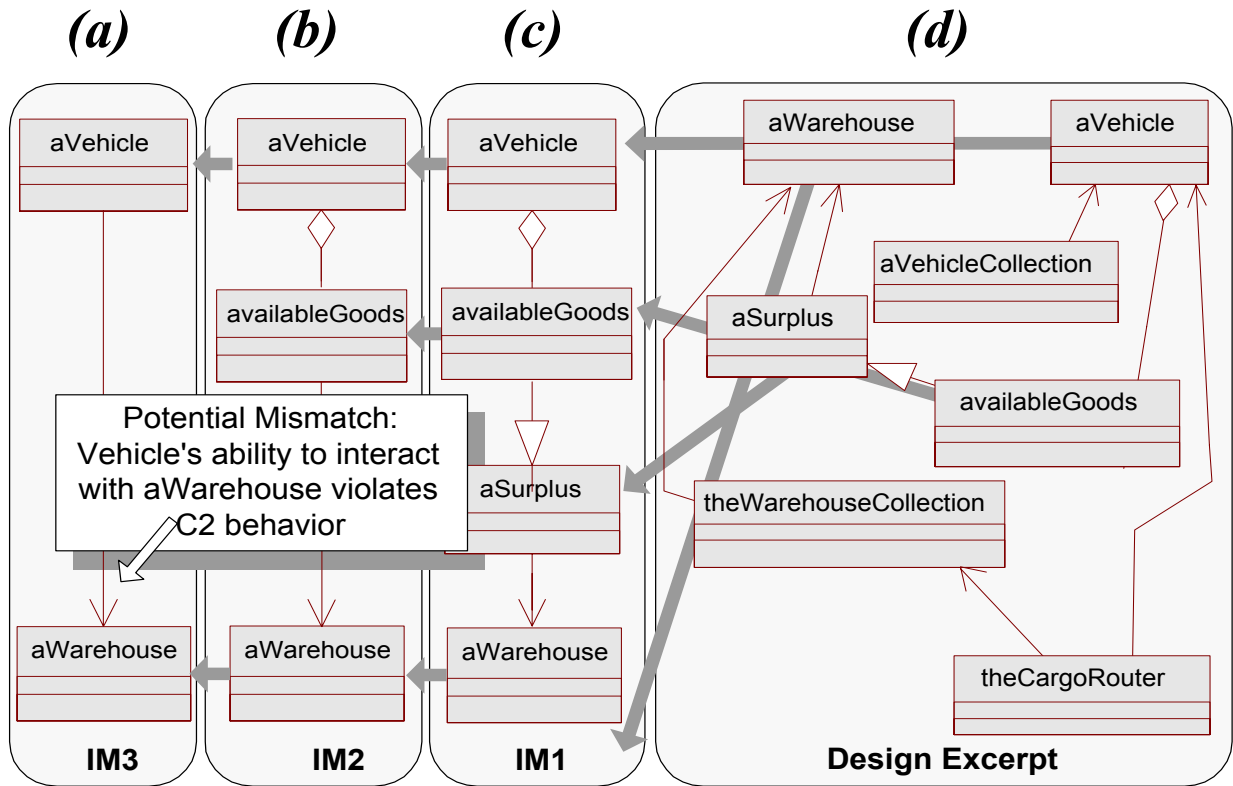 (a)
(b)
(c)
(d)
aVehicle
aVehicle
aVehicle
aWarehouse
aVehicle
aVehicleCollection
availableGoods
availableGoods
aSurplus
availableGoods
Potential Mismatch:
Vehicle's ability to interact
with aWarehouse violates
C2 behavior
aSurplus
theWarehouseCollection
aWarehouse
aWarehouse
aWarehouse
theCargoRouter
IM3
IM2
IM1
Design Excerpt